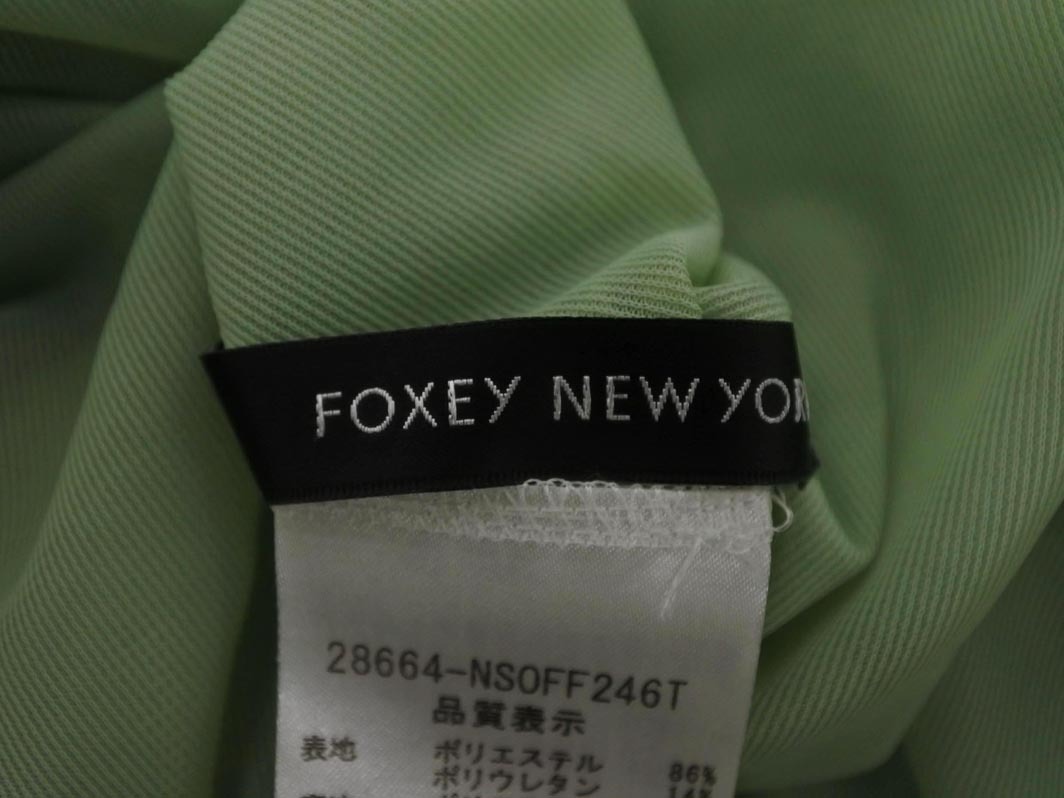 FOXEY NEW YOR
28664-NSOFF246T
品質表示
表地 ポリエステル 86%
ポリウレタン 14%